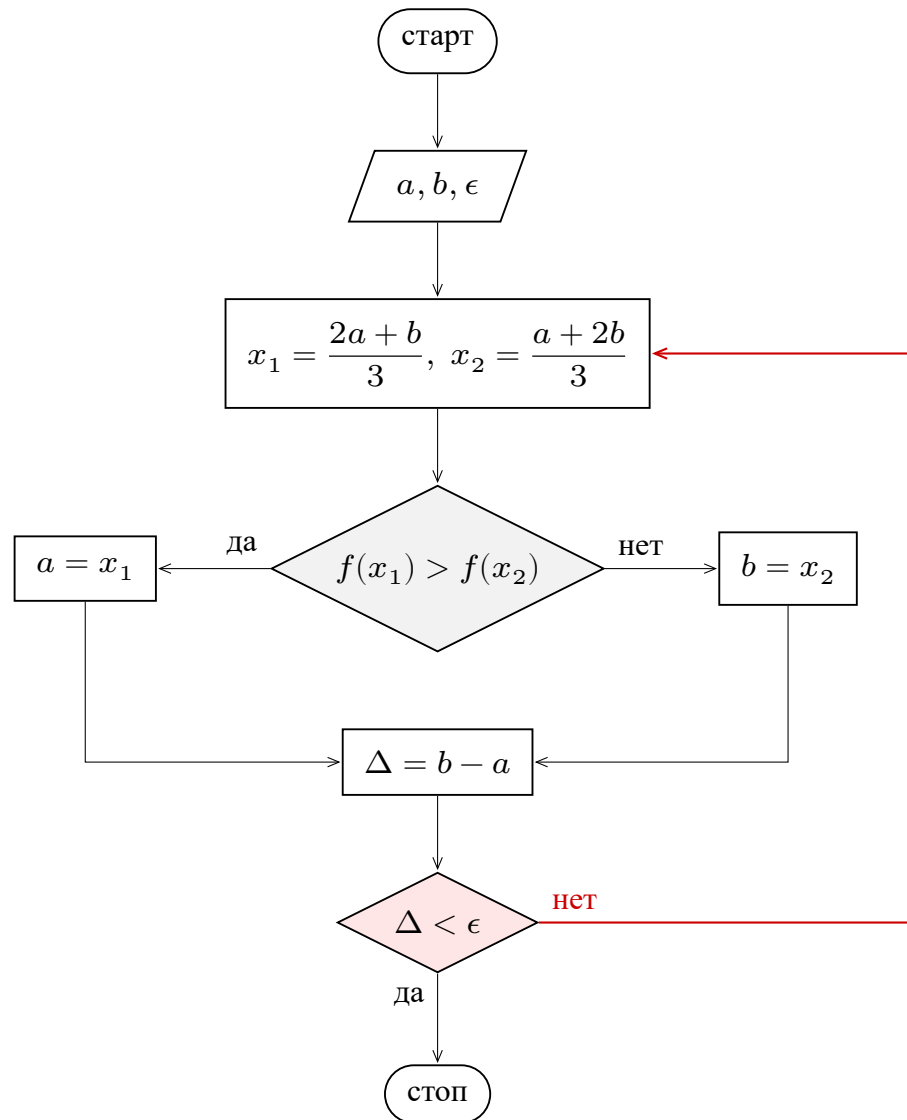 старт
a, b, ϵ
x₁ = (2a + b)/3, x₂ = (a + 2b)/3
да
нет
a = x₁
f(x₁) > f(x₂)
b = x₂
Δ = b − a
нет
Δ < ϵ
да
стоп